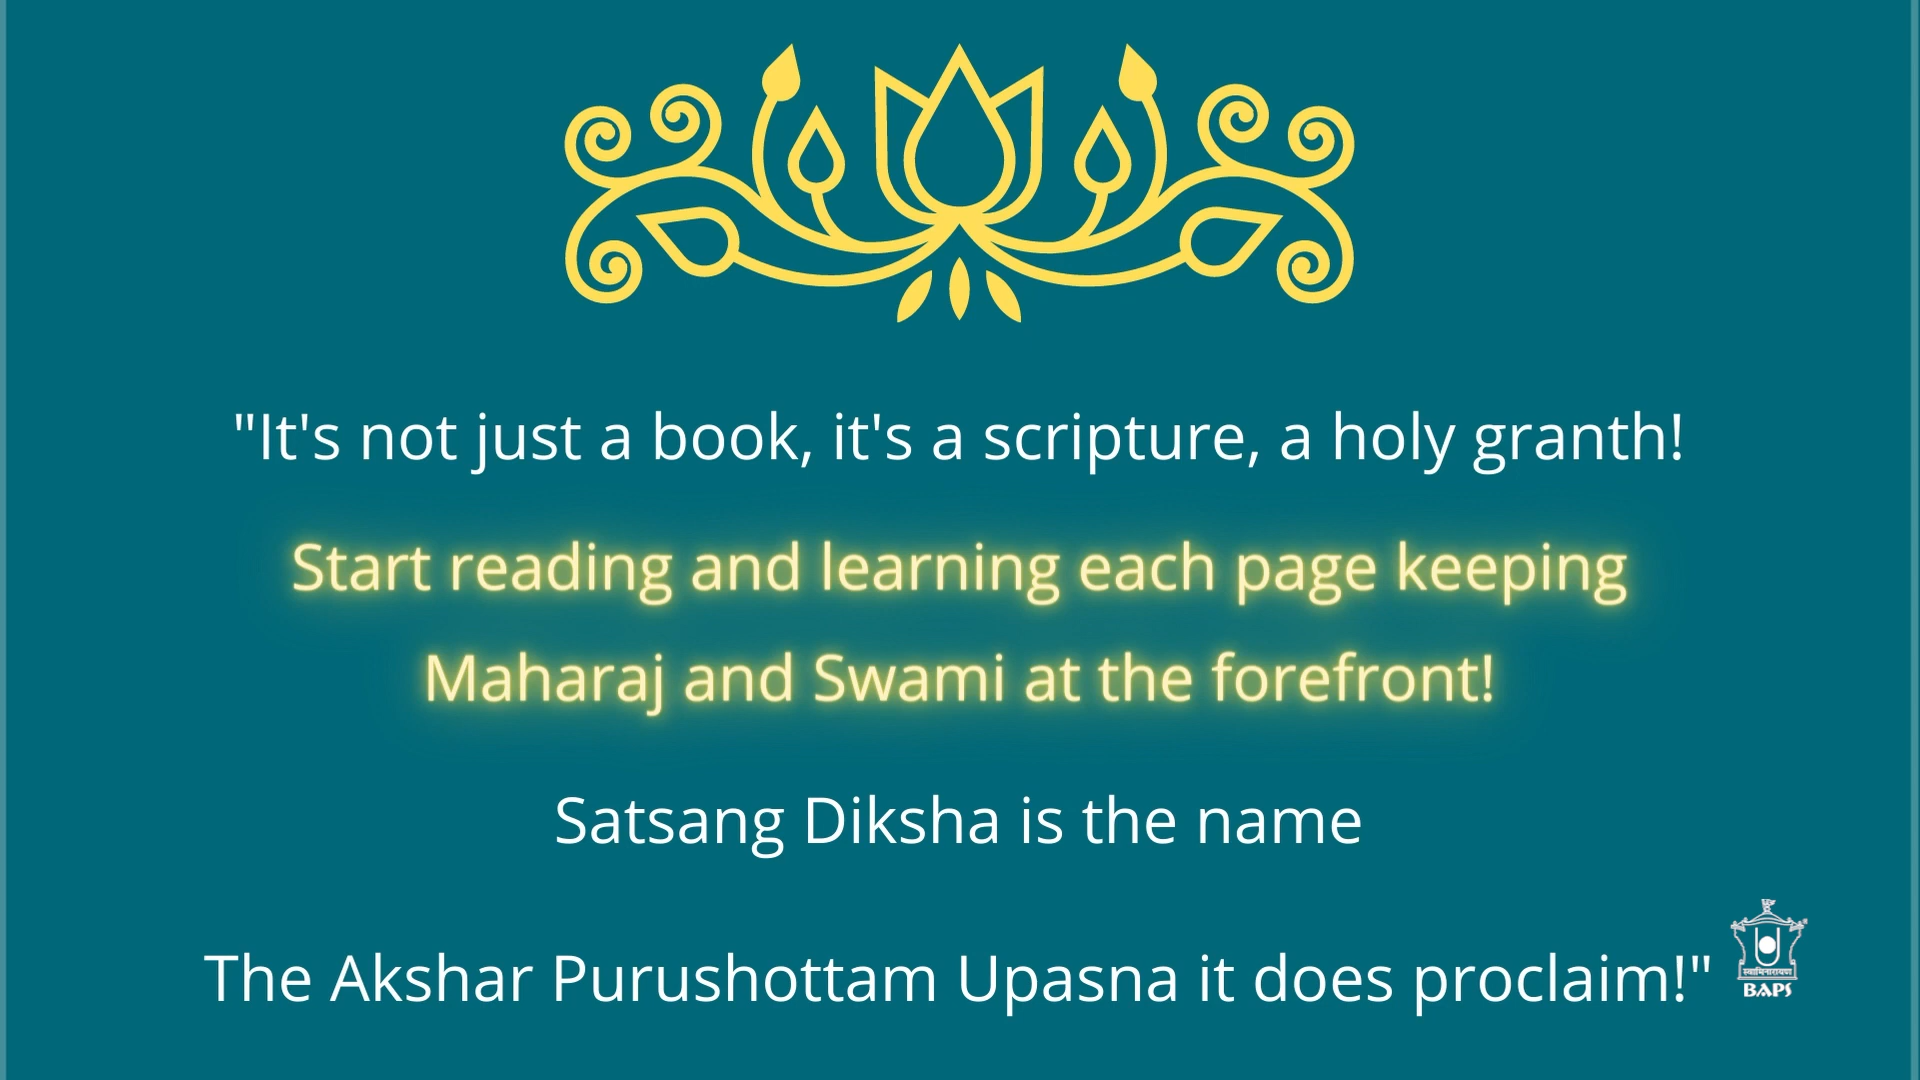 "It's not just a book, it's a scripture, a holy granth!
Start reading and learning each page keeping
Maharaj and Swami at the forefront!
Satsang Diksha is the name
The Akshar Purushottam Upasna it does proclaim!"
स्वामिनारायण
BAPS